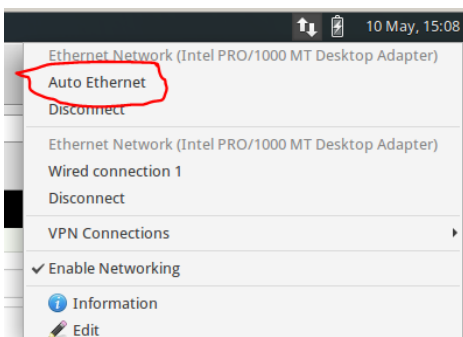 10 May, 15:08
Ethernet Network (Intel PRO/1000 MT Desktop Adapter)
Auto Ethernet
Disconnect
Ethernet Network (Intel PRO/1000 MT Desktop Adapter)
Wired connection 1
Disconnect
VPN Connections
Enable Networking
Information
Edit